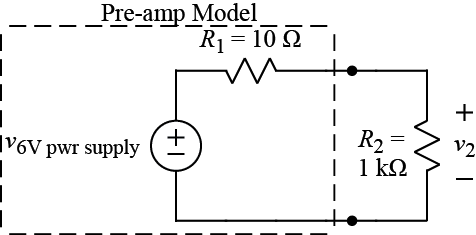 Pre-amp Model
R1 = 10 Ω
+
−
v6V pwr supply
R2 =
1 kΩ
+
v2
−